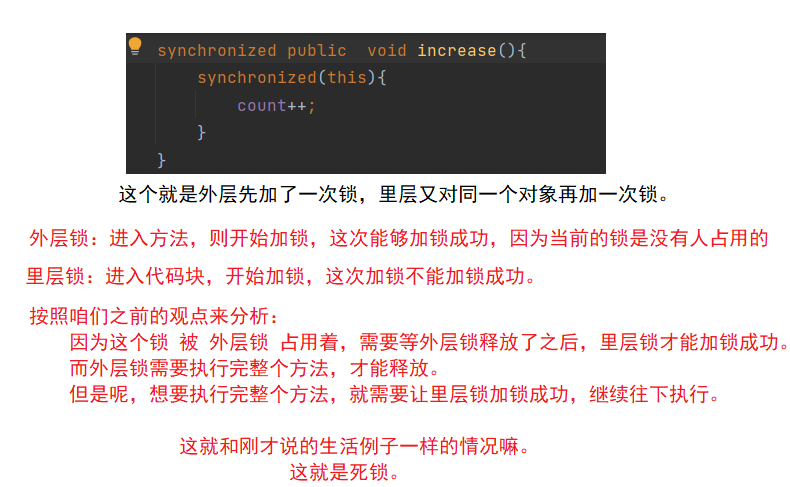 synchronized public  void increase(){
synchronized(this){
count++;
}
}
这个就是外层先加了一次锁，里层又对同一个对象再加一次锁。
外层锁：进入方法，则开始加锁，这次能够加锁成功，因为当前的锁是没有人占用的
里层锁：进入代码块，开始加锁，这次加锁不能加锁成功。
按照咱们之前的观点来分析：
因为这个锁 被 外层锁 占用着，需要等外层锁释放了之后，里层锁才能加锁成功。
而外层锁需要执行完整个方法，才能释放。
但是呢，想要执行完整个方法，就需要让里层锁加锁成功，继续往下执行。
这就和刚才说的生活例子一样的情况嘛。
这就是死锁。